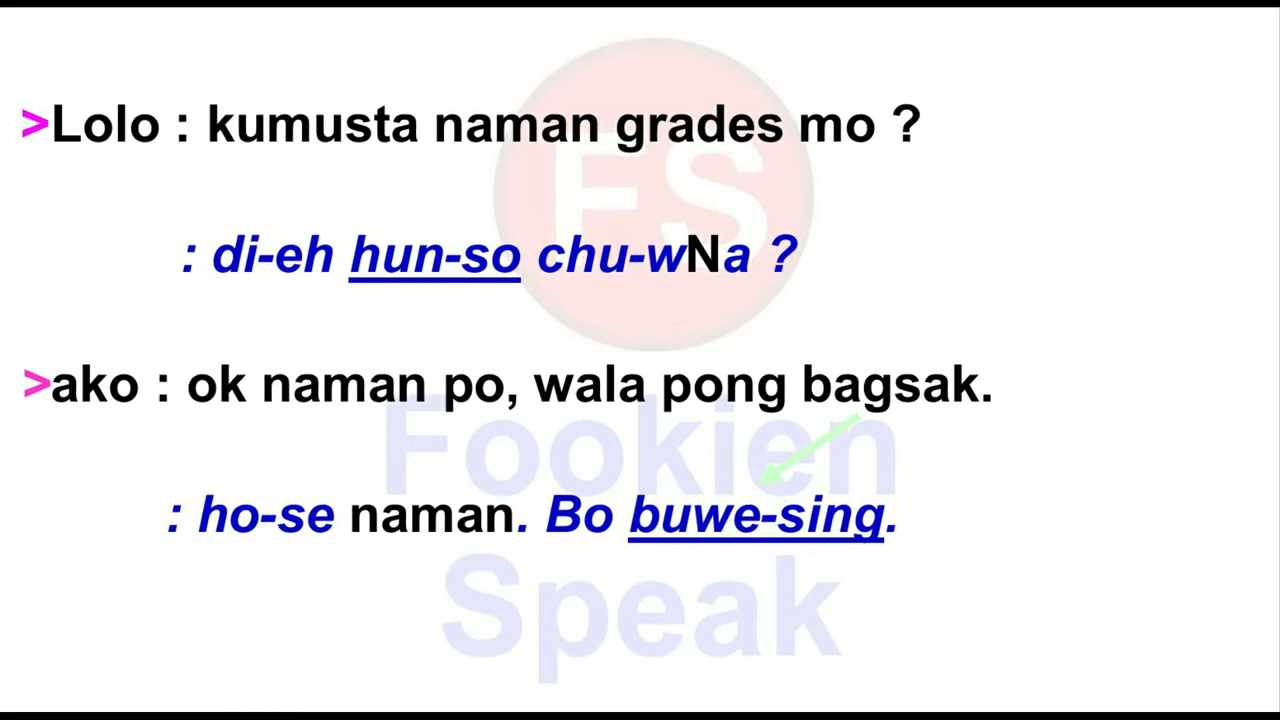 >Lolo : kumusta naman grades mo ?
: di-eh hun-so chu-wNa ?
>ako : ok naman po, wala pong bagsak.
: ho-se naman. Bo buwe-sing.
FS
Fookien
Speak